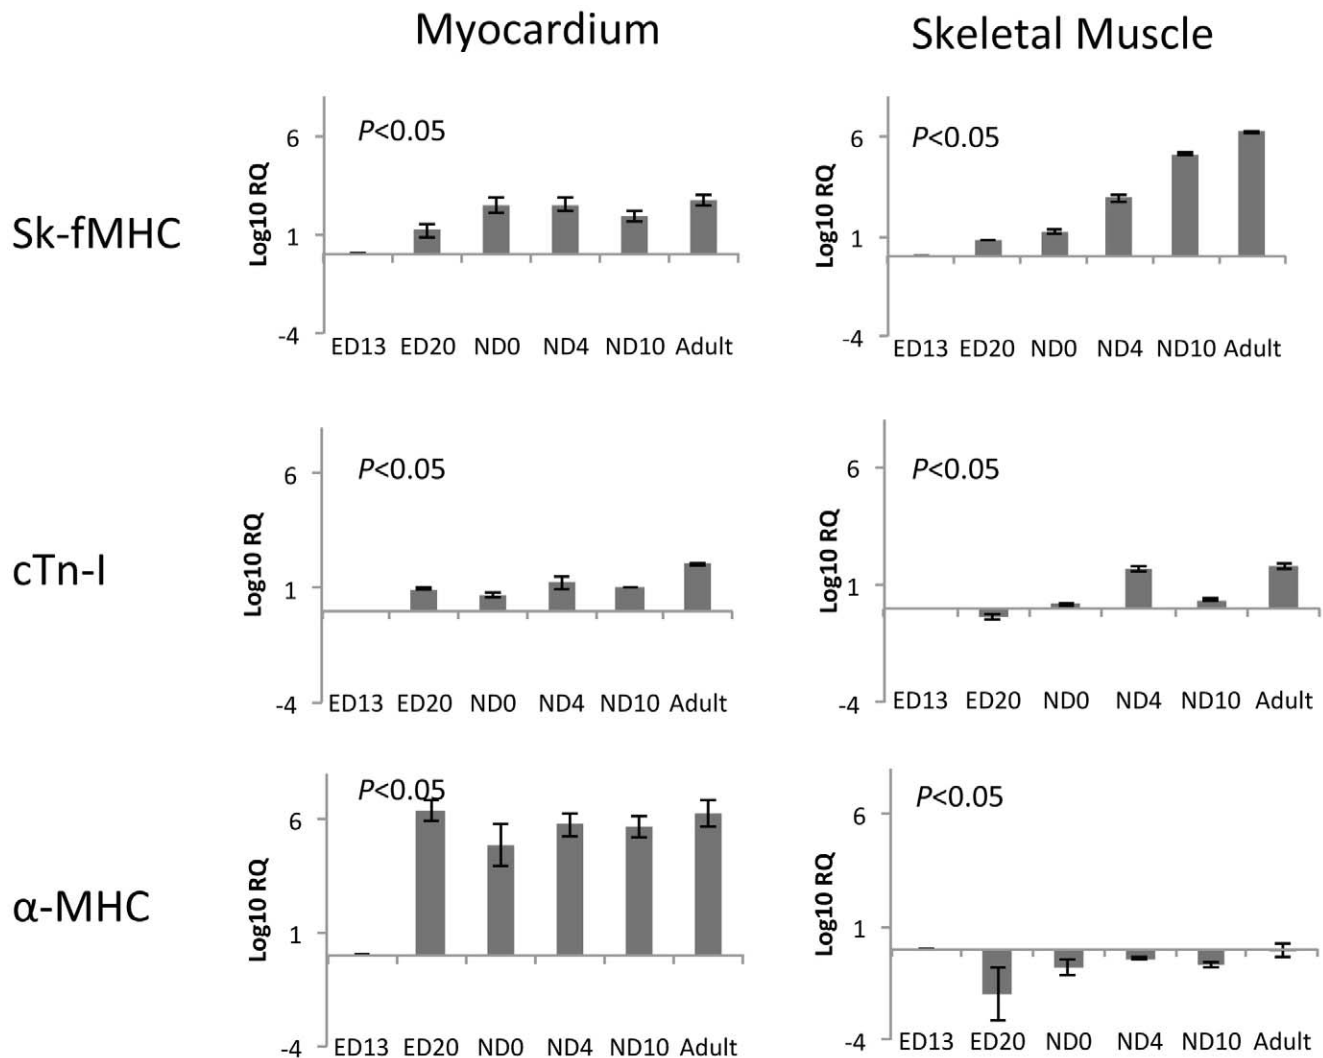 Myocardium
Skeletal Muscle
Sk-fMHC
P<0.05
Log10 RQ
6
1
-4
ED13 ED20 ND0 ND4 ND10 Adult
P<0.05
Log10 RQ
6
1
-4
ED13 ED20 ND0 ND4 ND10 Adult
cTn-I
P<0.05
Log10 RQ
6
1
-4
ED13 ED20 ND0 ND4 ND10 Adult
P<0.05
Log10 RQ
6
1
-4
ED13 ED20 ND0 ND4 ND10 Adult
α-MHC
P<0.05
Log10 RQ
6
1
-4
ED13 ED20 ND0 ND4 ND10 Adult
P<0.05
Log10 RQ
6
1
-4
ED13 ED20 ND0 ND4 ND10 Adult